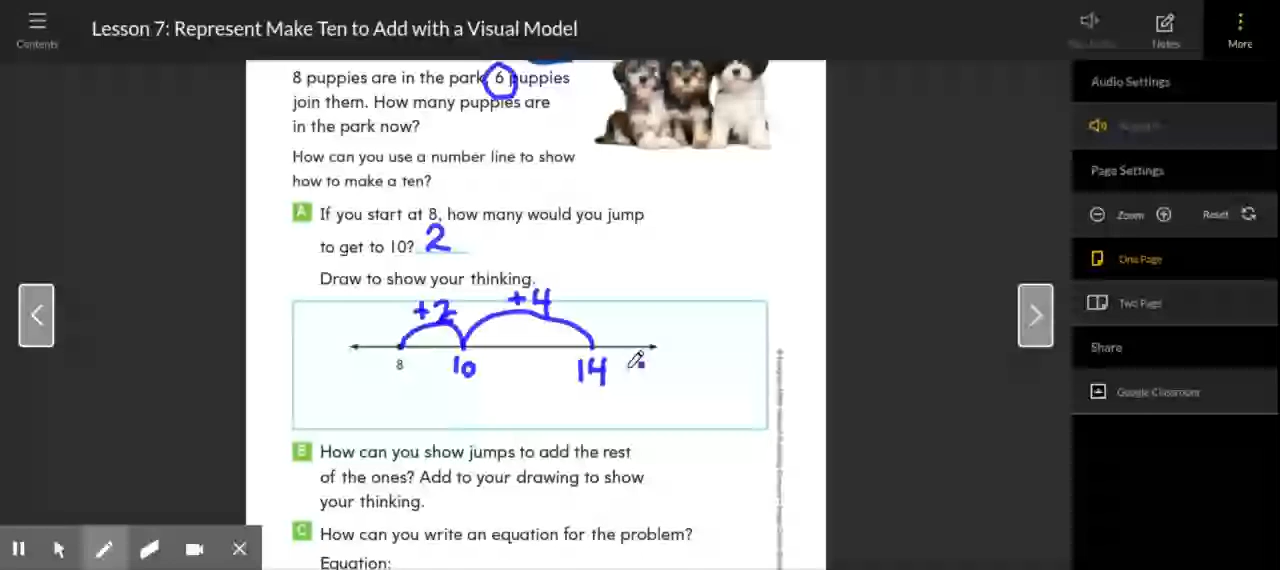 Lesson 7: Represent Make Ten to Add with a Visual Model
Contents
Notes
More
8 puppies are in the park. 6 puppies
join them. How many puppies are
in the park now?
How can you use a number line to show
how to make a ten?
A If you start at 8, how many would you jump
to get to 10? 2
Draw to show your thinking.
+2 +4
8 10 14
B How can you show jumps to add the rest
of the ones? Add to your drawing to show
your thinking.
C How can you write an equation for the problem?
Equation:
Audio Settings
Page Settings
Zoom Reset
One Page
Two Page
Share
Google Classroom